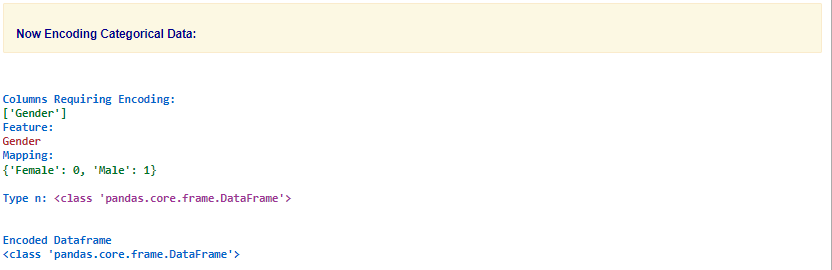 Now Encoding Categorical Data:
Columns Requiring Encoding:
['Gender']
Feature:
Gender
Mapping:
{'Female': 0, 'Male': 1}
Type n: <class 'pandas.core.frame.DataFrame'>
Encoded Dataframe
<class 'pandas.core.frame.DataFrame'>